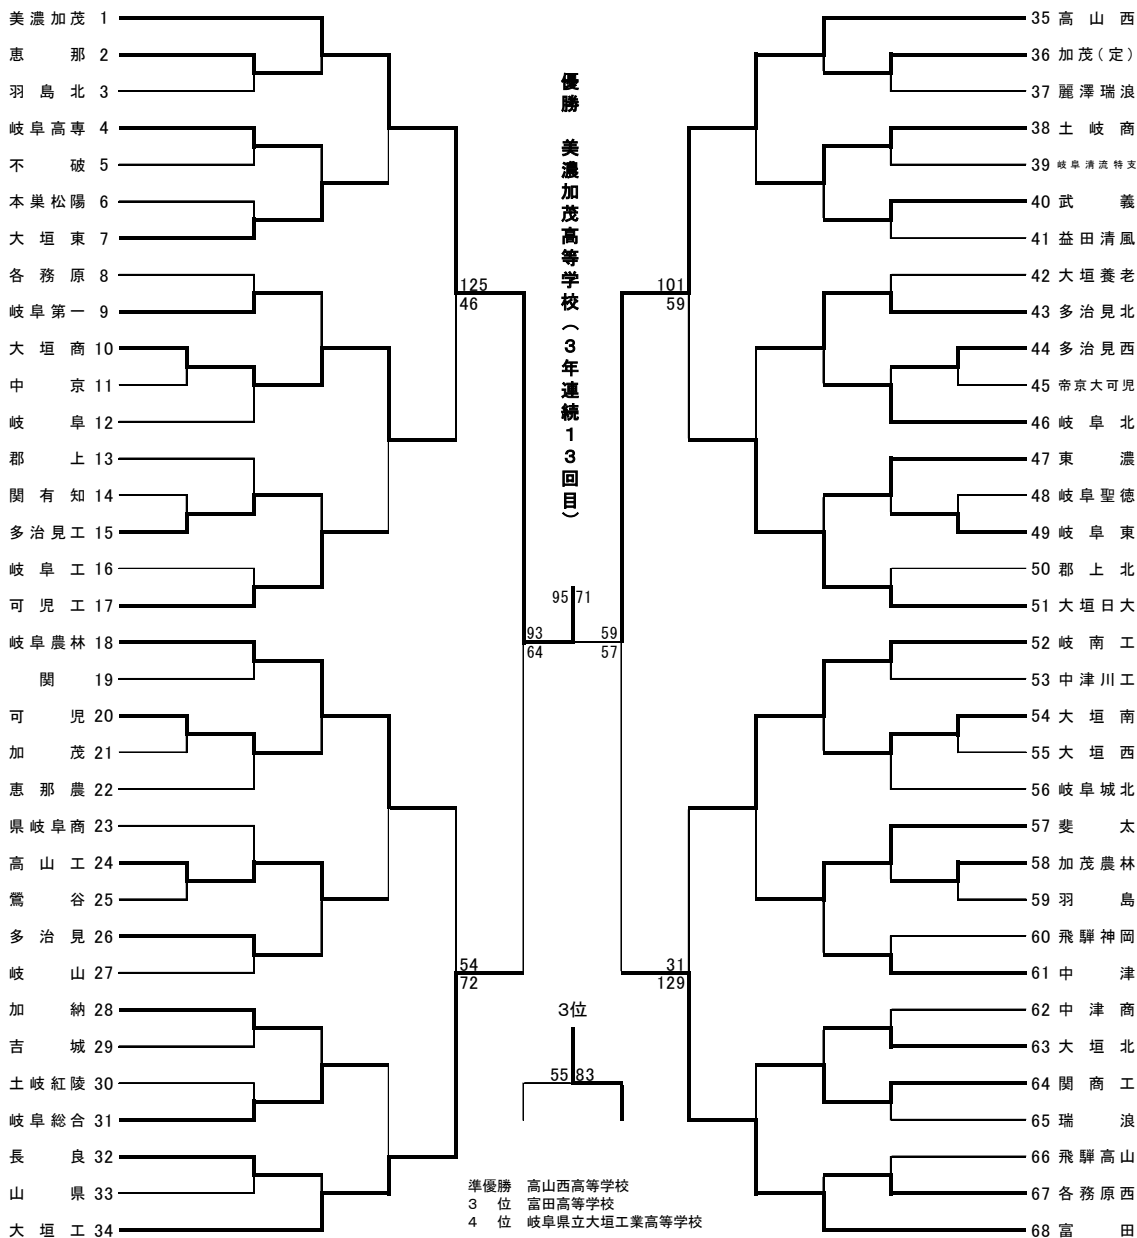 美濃加茂 1
恵那 2
羽島北 3
岐阜高専 4
不破 5
本巣松陽 6
大垣東 7
各務原 8
岐阜第一 9
大垣商 10
中京 11
岐阜 12
郡上 13
関有知 14
多治見工 15
岐阜工 16
可児工 17
岐阜農林 18
関 19
可児 20
加茂 21
恵那農 22
県岐阜商 23
高山工 24
鶯谷 25
多治見 26
岐山 27
加納 28
吉城 29
土岐紅陵 30
岐阜総合 31
長良 32
山県 33
大垣工 34
125
46
54
72
93
64
優勝 美濃加茂高等学校(3年連続13回目)
95 71
59
57
101
59
31
129
3位
55 83
準優勝 高山西高等学校
3 位 富田高等学校
4 位 岐阜県立大垣工業高等学校
35 高山西
36 加茂(定)
37 麗澤瑞浪
38 土岐商
39 岐阜清流特支
40 武義
41 益田清風
42 大垣養老
43 多治見北
44 多治見西
45 帝京大可児
46 岐阜北
47 東濃
48 岐阜聖徳
49 岐阜東
50 郡上北
51 大垣日大
52 岐南工
53 中津川工
54 大垣南
55 大垣西
56 岐阜城北
57 斐太
58 加茂農林
59 羽島
60 飛騨神岡
61 中津
62 中津商
63 大垣北
64 関商工
65 瑞浪
66 飛騨高山
67 各務原西
68 富田